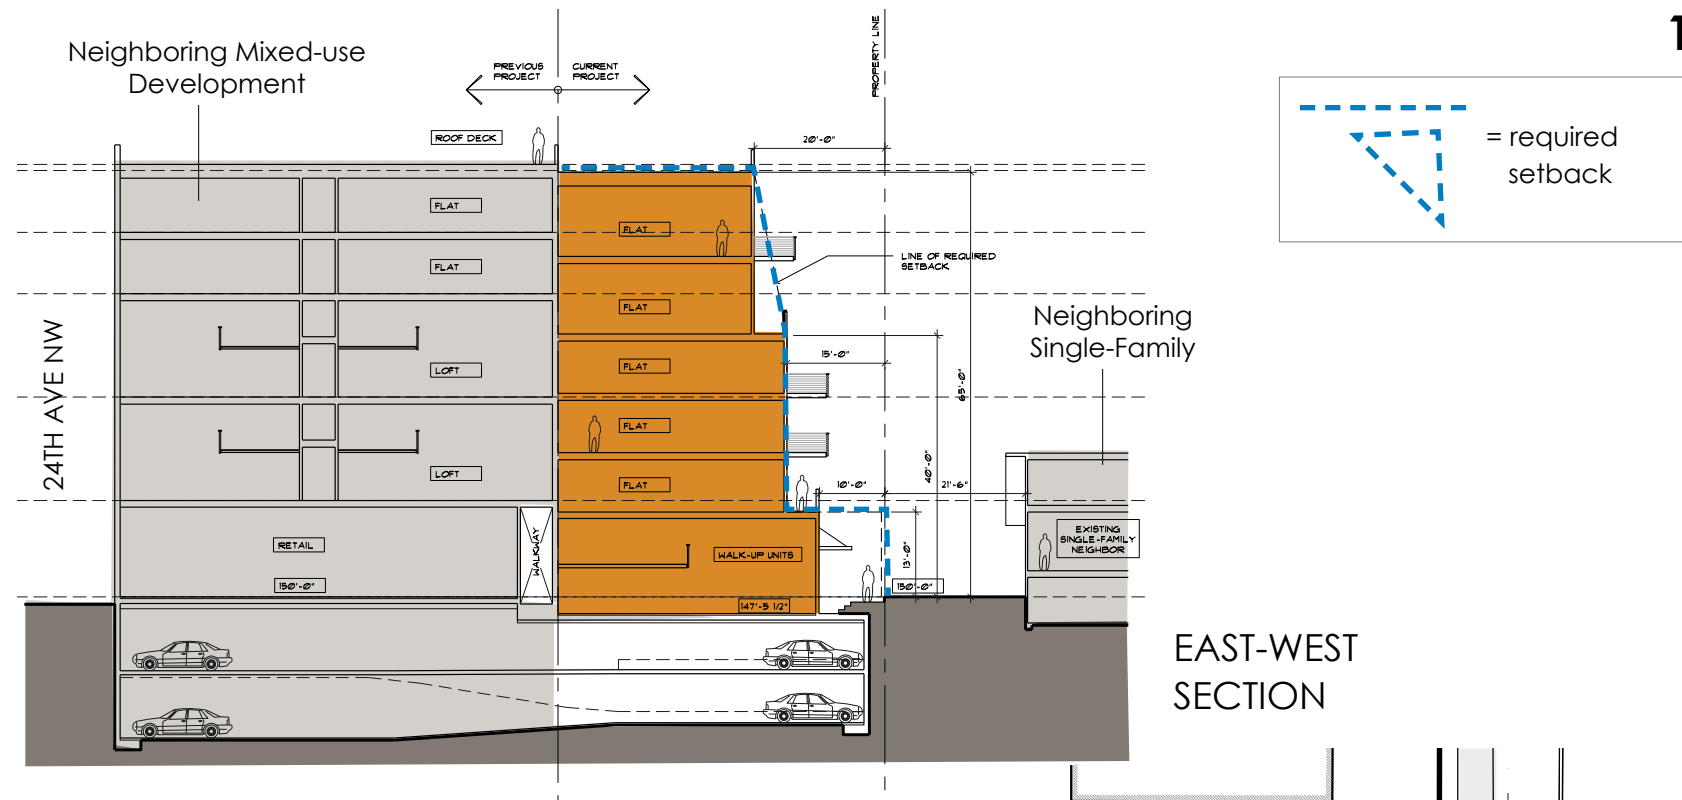 1
Neighboring Mixed-use
Development
PREVIOUS
PROJECT
CURRENT
PROJECT
PROPERTY LINE
= required
setback
ROOF DECK
20'-0"
FLAT
FLAT
LINE OF REQUIRED
SETBACK
FLAT
FLAT
Neighboring
Single-Family
24TH AVE NW
15'-0"
65'-0"
FLAT
LOFT
FLAT
40'-0"
LOFT
FLAT
10'-0"
21'-6"
EXISTING
SINGLE-FAMILY
NEIGHBOR
RETAIL
WALKWAY
WALK-UP UNITS
13'-0"
150'-0"
150'-0"
147'-5 1/2"
EAST-WEST
SECTION